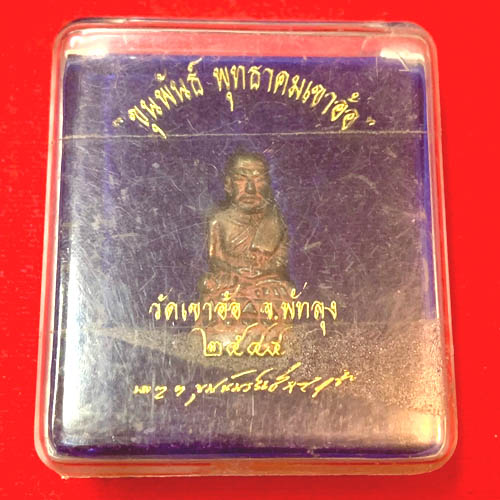 "ขุนพันธ์ พุทธาคมเขาอ้อ"
วัดเขาอ้อ จ.พัทลุง
๒๕๔๕